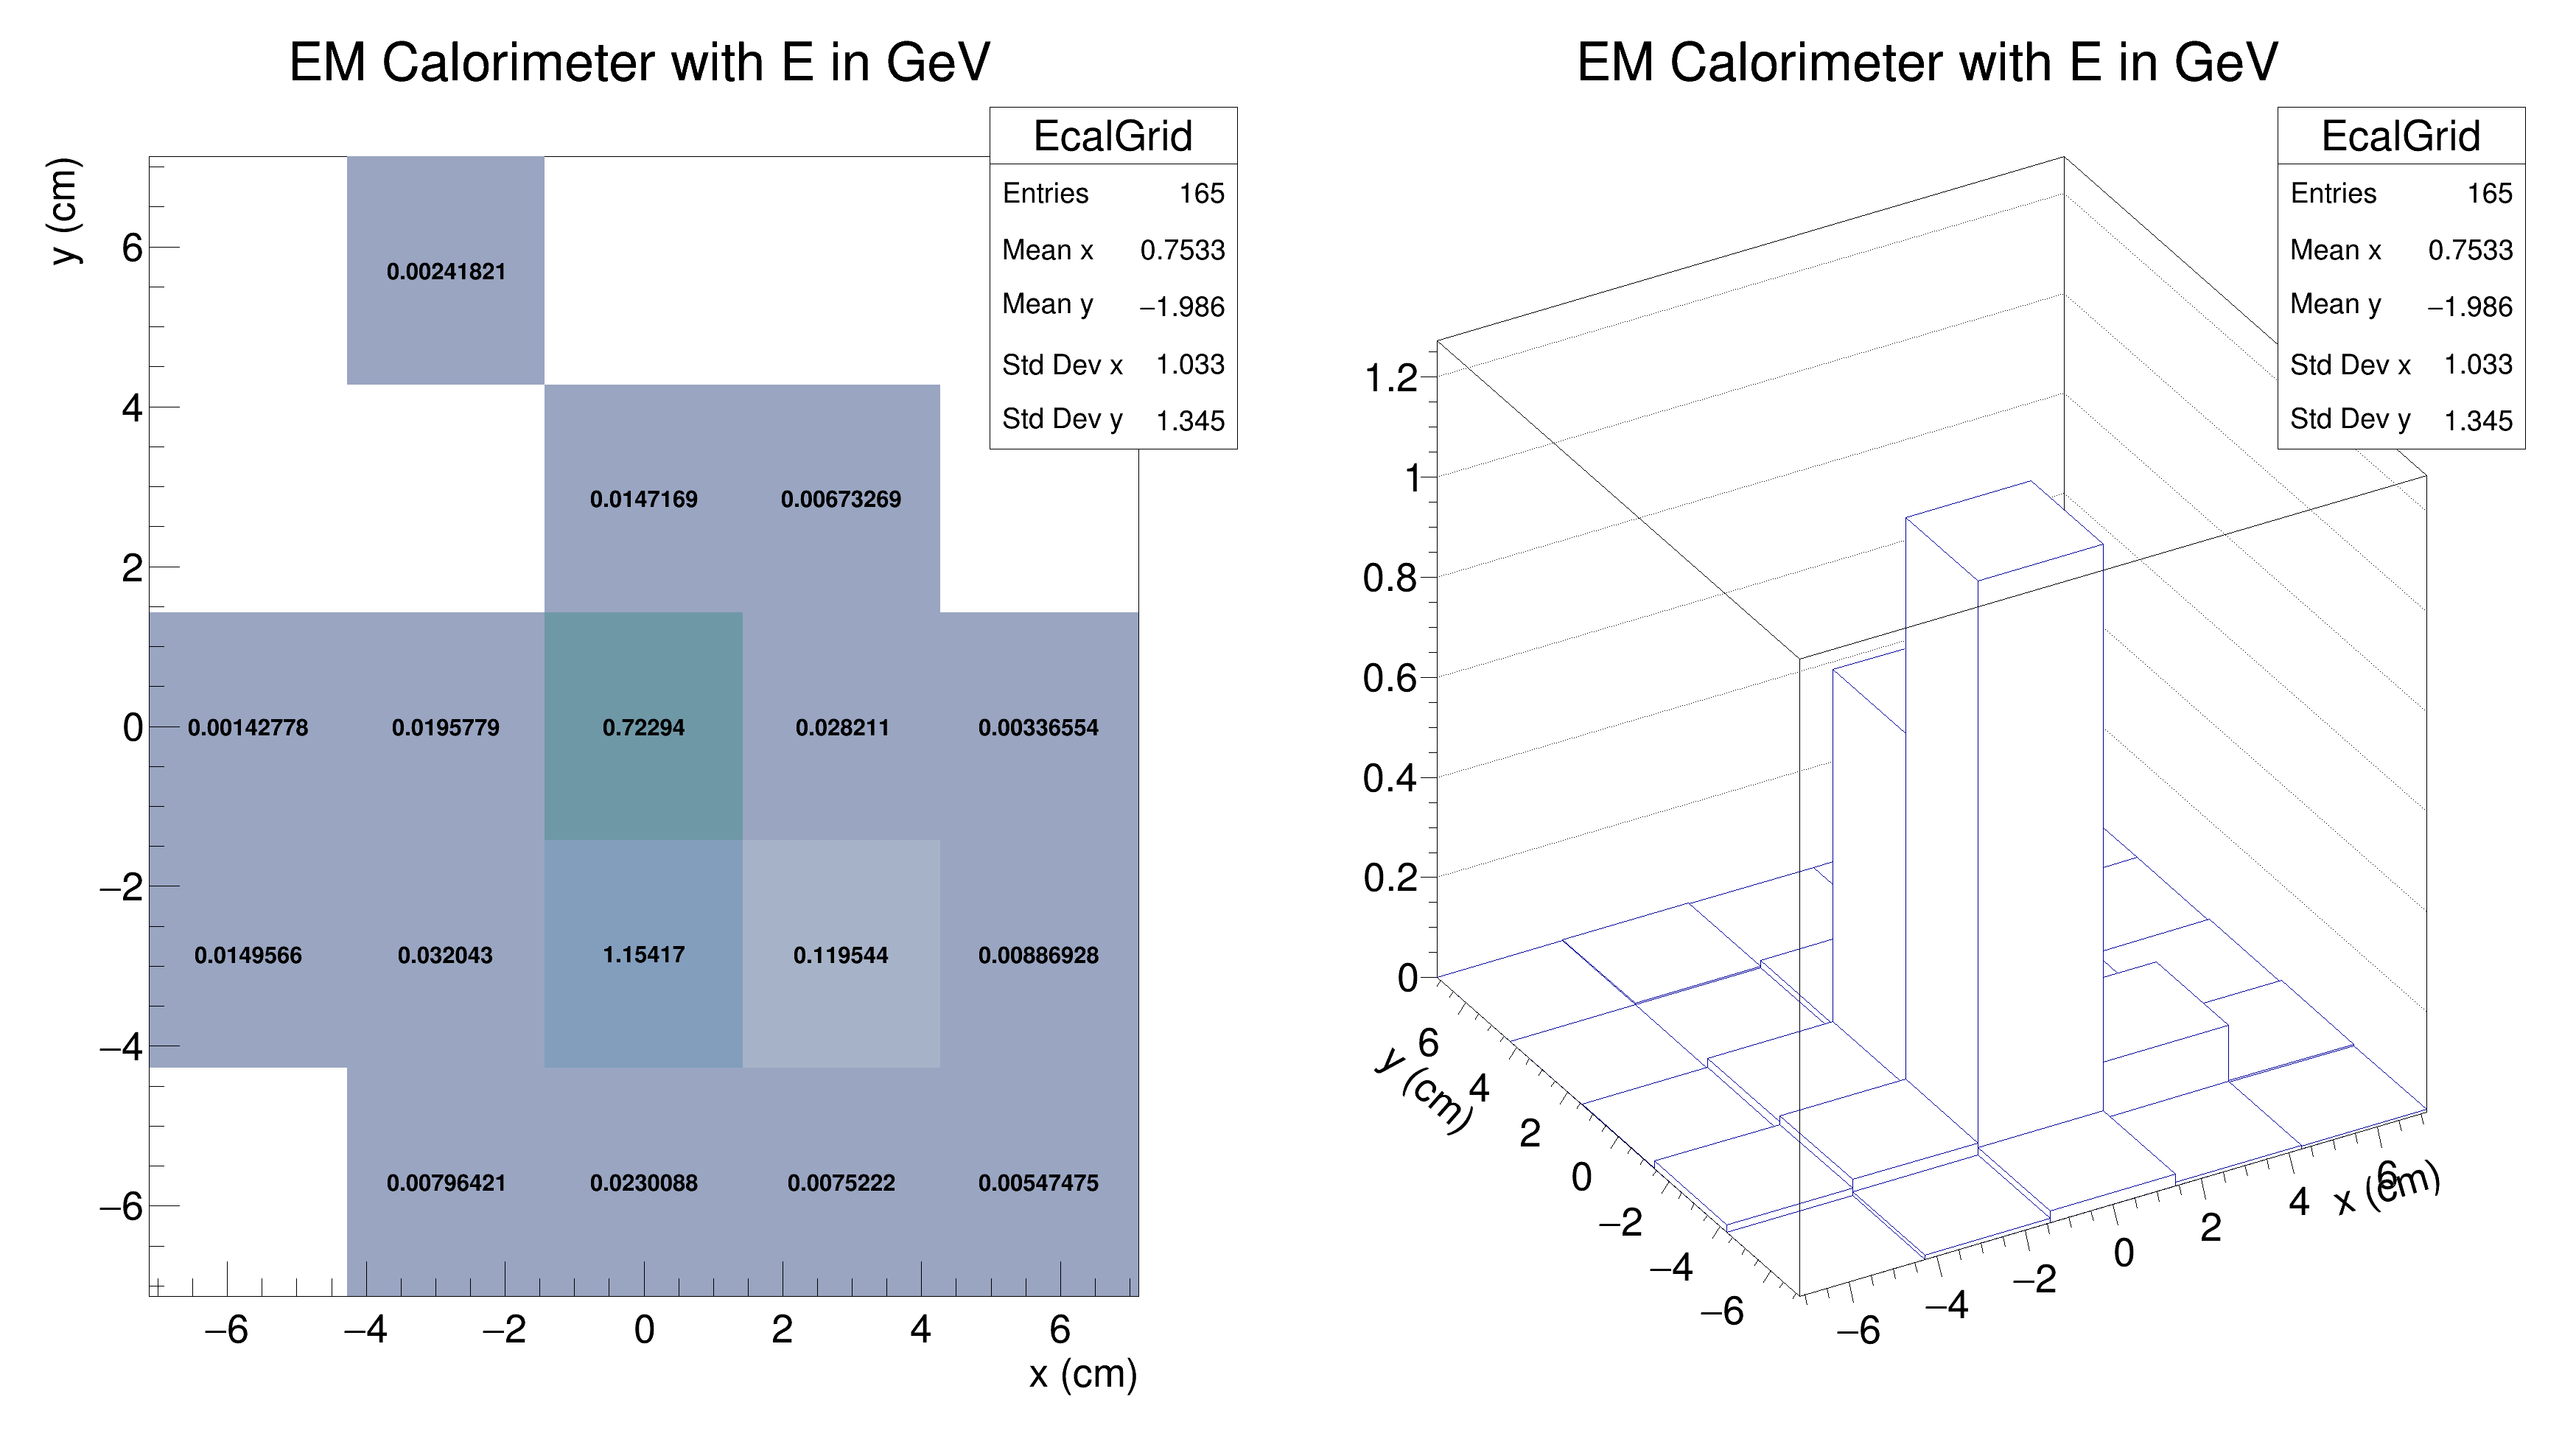 EM Calorimeter with E in GeV
EcalGrid
Entries 165
Mean x 0.7533
Mean y −1.986
Std Dev x 1.033
Std Dev y 1.345
y (cm)
6
4
2
0
−2
−4
−6
0.00241821
0.0147169 0.00673269
0.00142778 0.0195779 0.72294 0.028211 0.00336554
0.0149566 0.032043 1.15417 0.119544 0.00886928
0.00796421 0.0230088 0.0075222 0.00547475
−6 −4 −2 0 2 4 6
x (cm)
EM Calorimeter with E in GeV
EcalGrid
Entries 165
Mean x 0.7533
Mean y −1.986
Std Dev x 1.033
Std Dev y 1.345
1.2
1
0.8
0.6
0.4
0.2
0
y (cm)
6
4
2
0
−2
−4
−6
−6
−4
−2
0
2
4
6
x (cm)